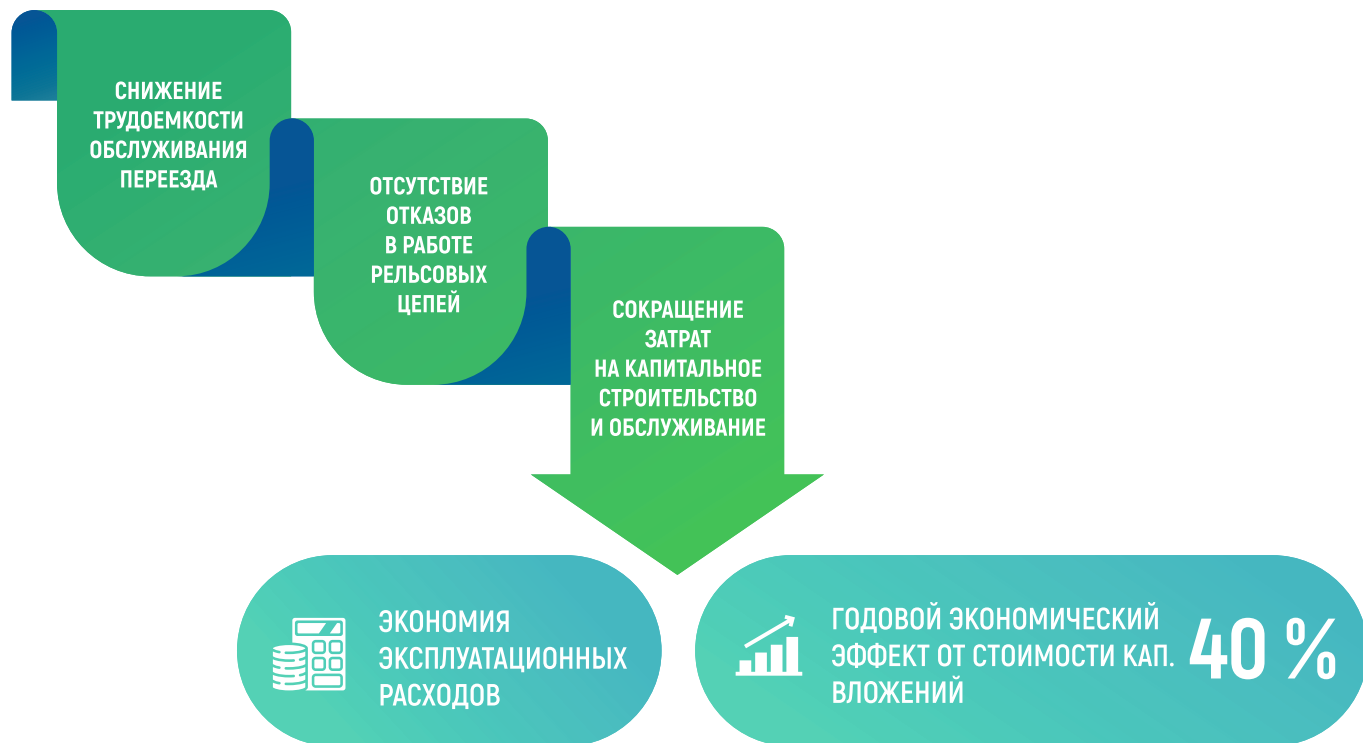 СНИЖЕНИЕ
ТРУДОЕМКОСТИ
ОБСЛУЖИВАНИЯ
ПЕРЕЕЗДА
ОТСУТСТВИЕ
ОТКАЗОВ
В РАБОТЕ
РЕЛЬСОВЫХ
ЦЕПЕЙ
СОКРАЩЕНИЕ
ЗАТРАТ
НА КАПИТАЛЬНОЕ
СТРОИТЕЛЬСТВО
И ОБСЛУЖИВАНИЕ
ЭКОНОМИЯ
ЭКСПЛУАТАЦИОННЫХ
РАСХОДОВ
ГОДОВОЙ ЭКОНОМИЧЕСКИЙ
ЭФФЕКТ ОТ СТОИМОСТИ КАП.
ВЛОЖЕНИЙ
40 %